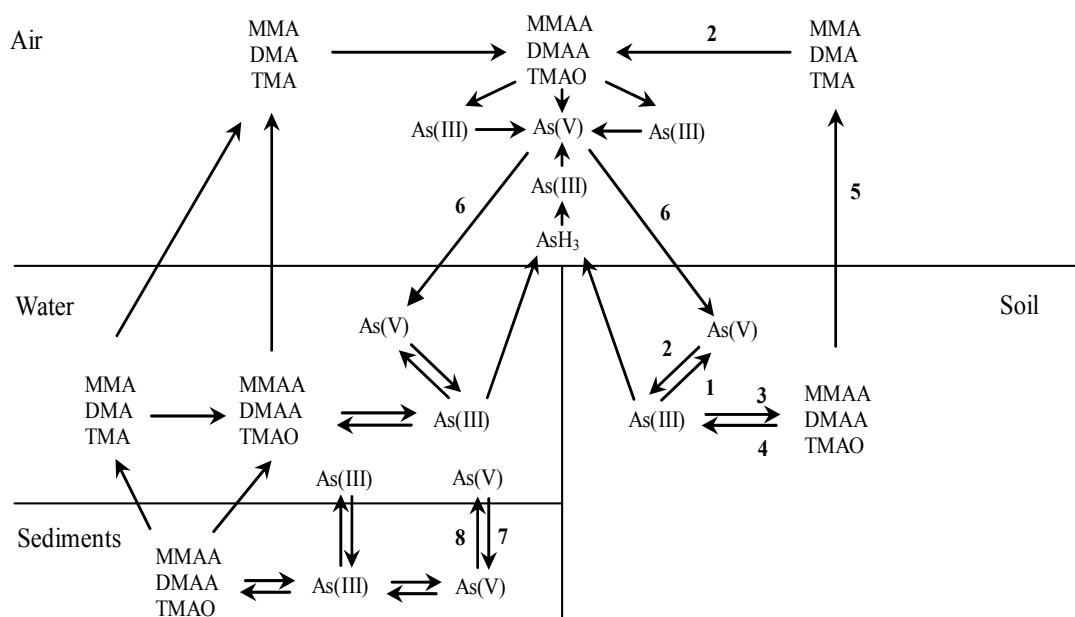 Air
MMA
DMA
TMA
MMAA
DMAA
TMAO
2
MMA
DMA
TMA
As(III)
As(V)
As(III)
As(III)
6
6
5
AsH₃
Water
Soil
As(V)
As(V)
2
1
MMA
DMA
TMA
MMAA
DMAA
TMAO
As(III)
As(III)
3
4
MMAA
DMAA
TMAO
As(III)
As(V)
Sediments
8
7
MMAA
DMAA
TMAO
As(III)
As(V)